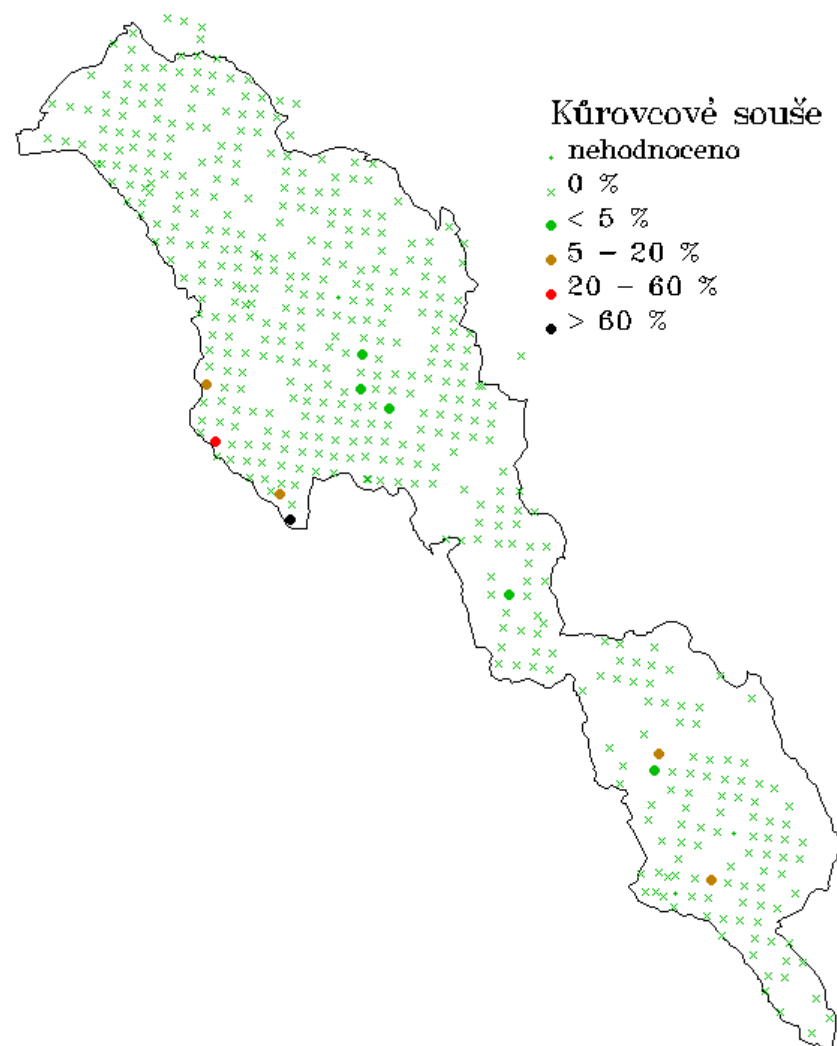 Kůrovcové souše
nehodnoceno
0 %
< 5 %
5 – 20 %
20 – 60 %
> 60 %